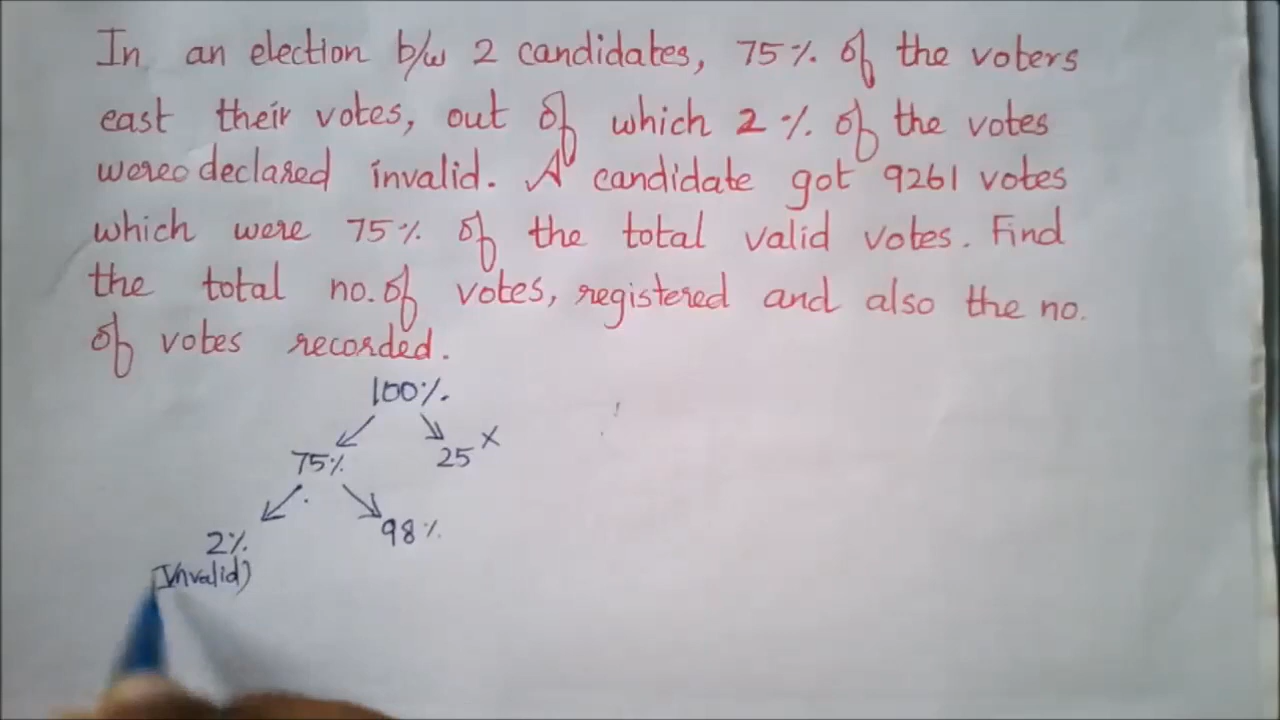 In an election b/w 2 candidates, 75% of the voters
east their votes, out of which 2% of the votes
wereo declared invalid. A candidate got 9261 votes
which were 75% of the total valid votes. Find
the total no. of votes, registered and also the no.
of votes recorded.
100%.
75% 25 x
2% 98%
(Invalid)